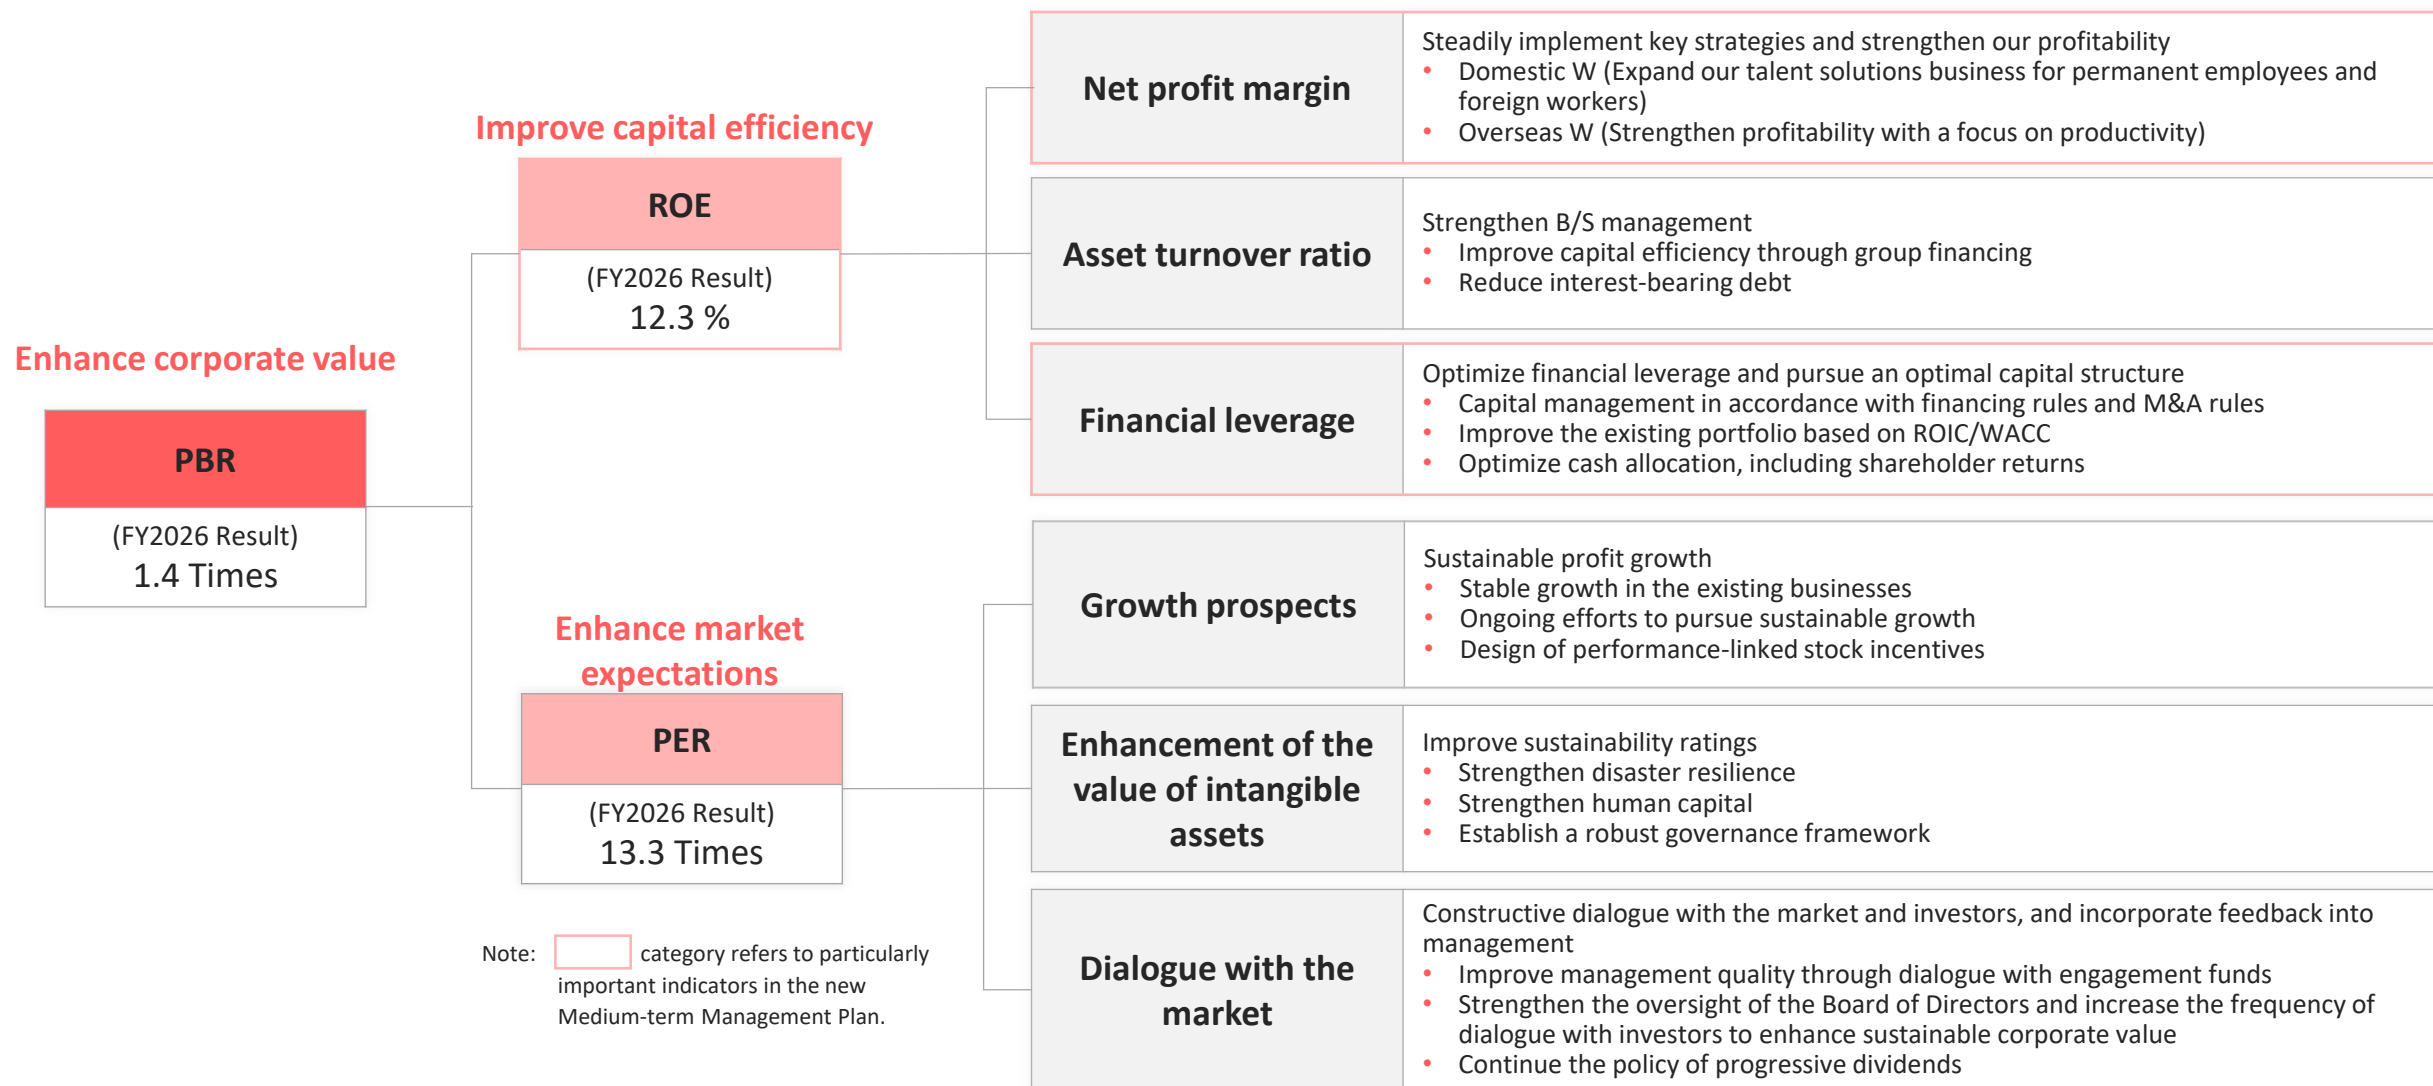 Enhance corporate value
PBR
(FY2026 Result)
1.4 Times
Improve capital efficiency
ROE
(FY2026 Result)
12.3 %
Enhance market
expectations
PER
(FY2026 Result)
13.3 Times
Note: category refers to particularly
important indicators in the new
Medium-term Management Plan.
Net profit margin
Steadily implement key strategies and strengthen our profitability
• Domestic W (Expand our talent solutions business for permanent employees and
foreign workers)
• Overseas W (Strengthen profitability with a focus on productivity)
Asset turnover ratio
Strengthen B/S management
• Improve capital efficiency through group financing
• Reduce interest-bearing debt
Financial leverage
Optimize financial leverage and pursue an optimal capital structure
• Capital management in accordance with financing rules and M&A rules
• Improve the existing portfolio based on ROIC/WACC
• Optimize cash allocation, including shareholder returns
Growth prospects
Sustainable profit growth
• Stable growth in the existing businesses
• Ongoing efforts to pursue sustainable growth
• Design of performance-linked stock incentives
Enhancement of the
value of intangible
assets
Improve sustainability ratings
• Strengthen disaster resilience
• Strengthen human capital
• Establish a robust governance framework
Dialogue with the
market
Constructive dialogue with the market and investors, and incorporate feedback into
management
• Improve management quality through dialogue with engagement funds
• Strengthen the oversight of the Board of Directors and increase the frequency of
dialogue with investors to enhance sustainable corporate value
• Continue the policy of progressive dividends